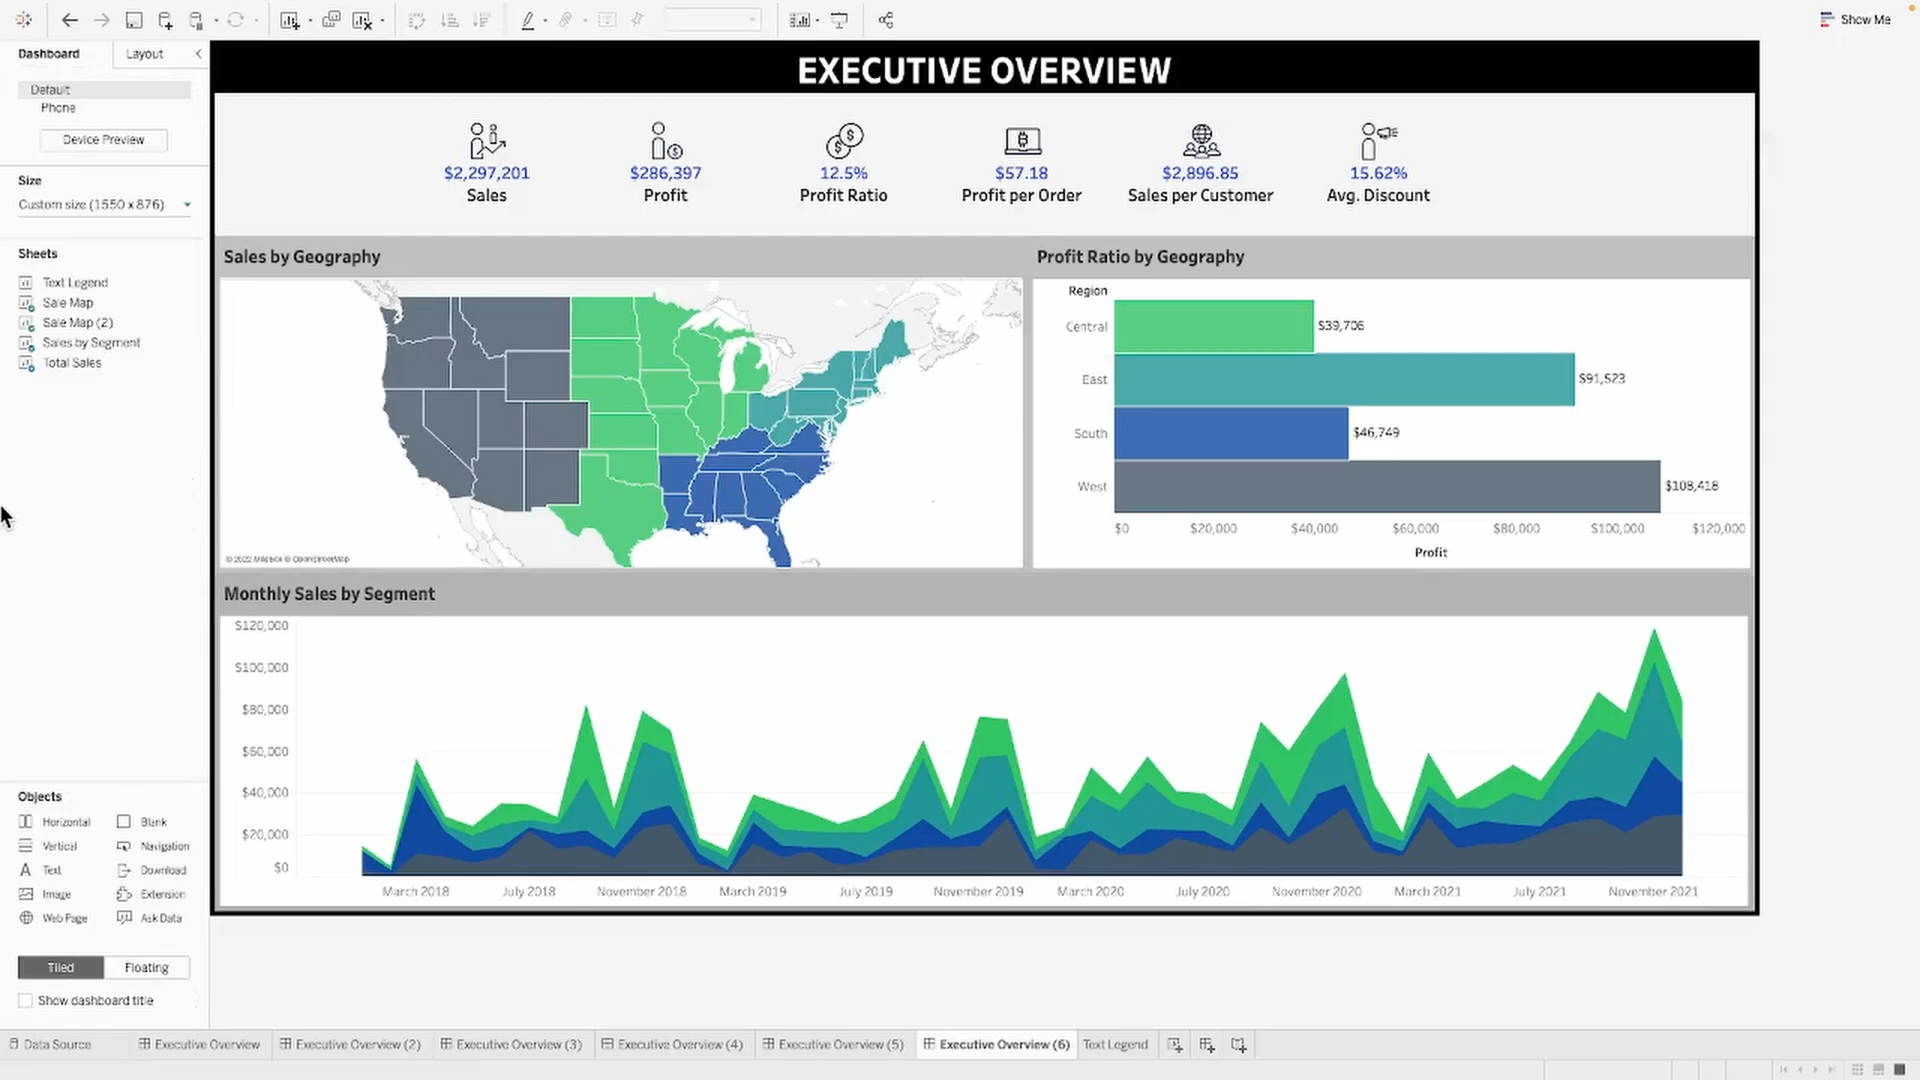 Show Me
Dashboard
Layout
Default
Phone
Device Preview
Size
Custom size (1550 x 876)
Sheets
Text Legend
Sale Map
Sale Map (2)
Sales by Segment
Total Sales
Objects
Horizontal
Blank
Vertical
Navigation
Text
Download
Image
Extension
Web Page
Ask Data
Tiled
Floating
Show dashboard title
EXECUTIVE OVERVIEW
$2,297,201
Sales
$286,397
Profit
12.5%
Profit Ratio
$57.18
Profit per Order
$2,896.85
Sales per Customer
15.62%
Avg. Discount
Sales by Geography
© 2022 Mapbox © OpenStreetMap
Profit Ratio by Geography
Region
Central
$39,706
East
$91,523
South
$46,749
West
$108,418
$0
$20,000
$40,000
$60,000
$80,000
$100,000
$120,000
Profit
Monthly Sales by Segment
$120,000
$100,000
$80,000
$60,000
$40,000
$20,000
$0
March 2018
July 2018
November 2018
March 2019
July 2019
November 2019
March 2020
July 2020
November 2020
March 2021
July 2021
November 2021
Data Source
Executive Overview
Executive Overview (2)
Executive Overview (3)
Executive Overview (4)
Executive Overview (5)
Executive Overview (6)
Text Legend